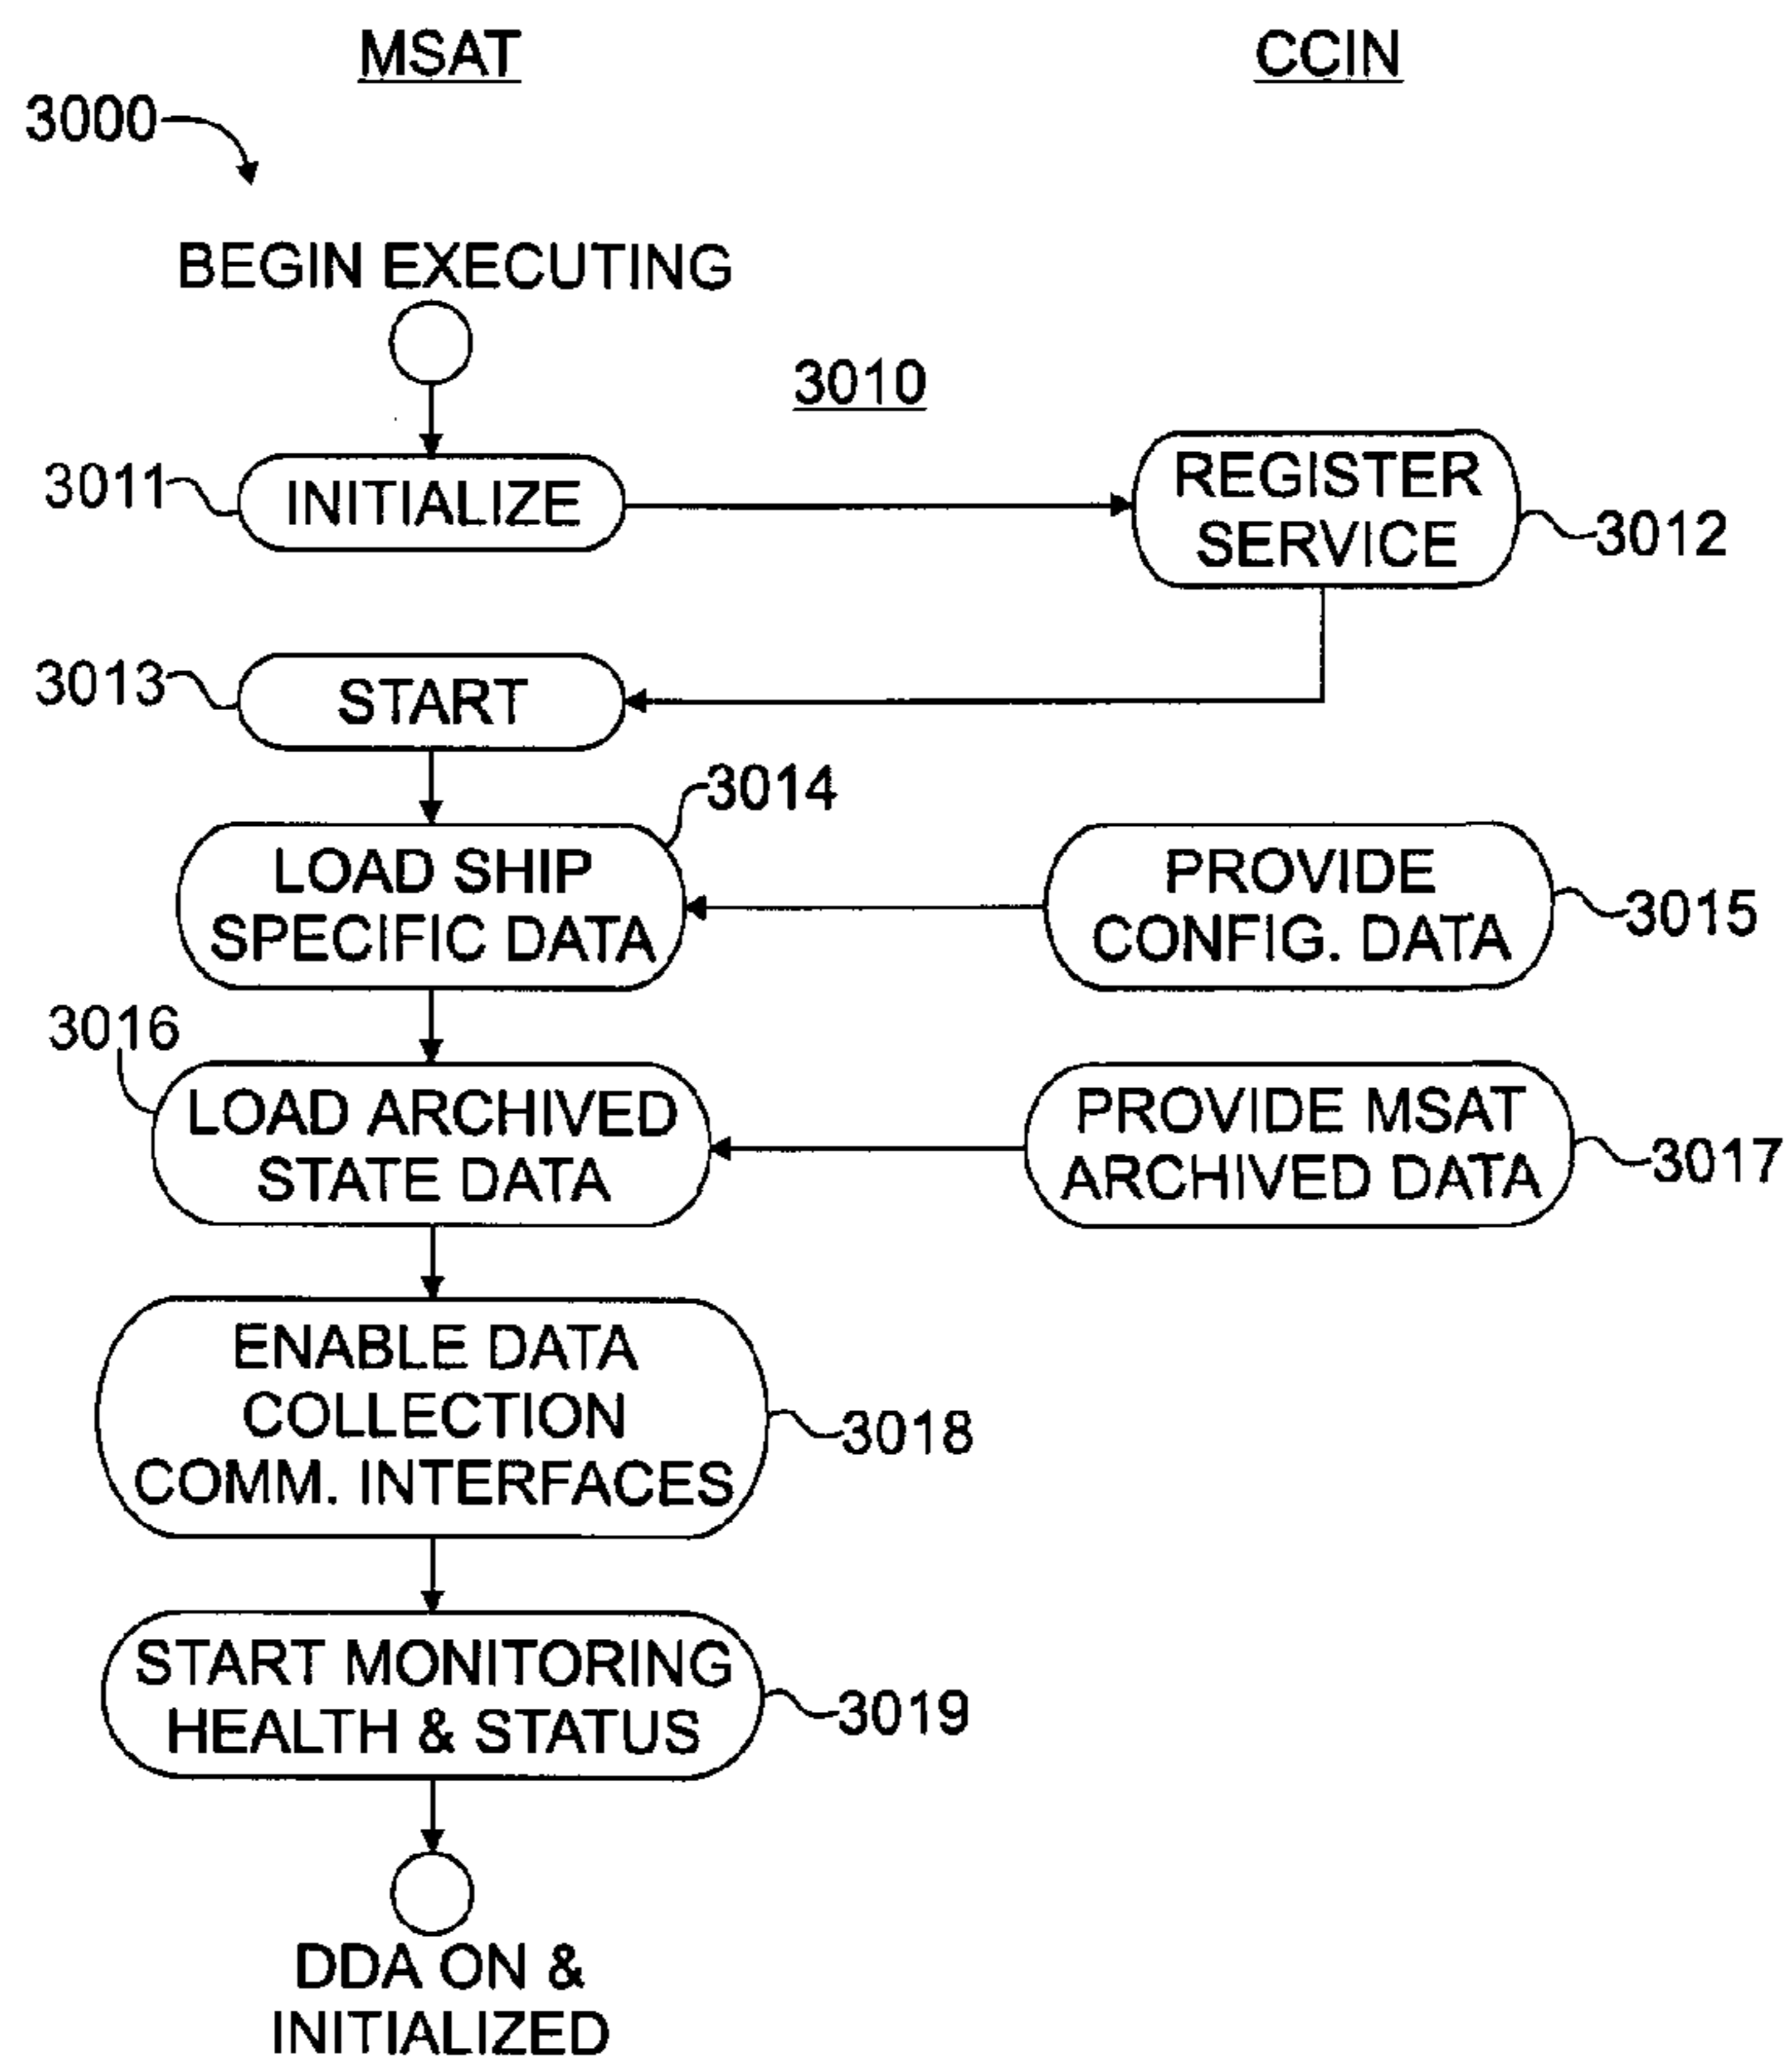 MSAT
CCIN
3000
BEGIN EXECUTING
3010
3011
INITIALIZE
REGISTER
SERVICE
3012
3013
START
3014
LOAD SHIP
SPECIFIC DATA
PROVIDE
CONFIG. DATA
3015
3016
LOAD ARCHIVED
STATE DATA
PROVIDE MSAT
ARCHIVED DATA
3017
ENABLE DATA
COLLECTION
COMM. INTERFACES
3018
START MONITORING
HEALTH & STATUS
3019
DDA ON &
INITIALIZED